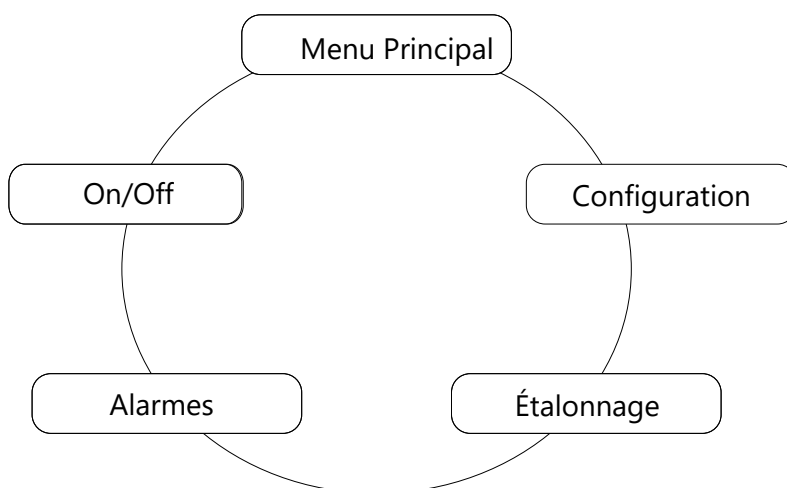 Menu Principal
On/Off
Configuration
Alarmes
Étalonnage